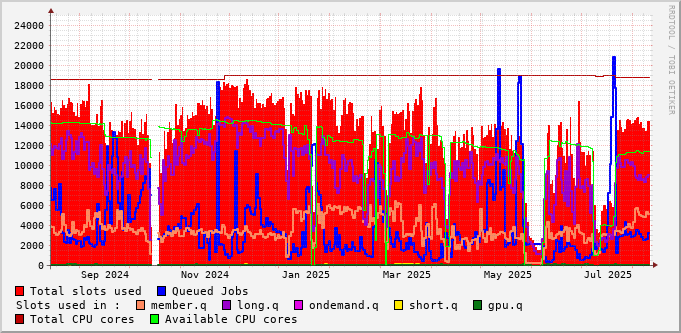 24000
22000
20000
18000
16000
14000
12000
10000
8000
6000
4000
2000
0
Sep 2024 Nov 2024 Jan 2025 Mar 2025 May 2025 Jul 2025
Total slots used Queued Jobs
Slots used in : member.q long.q ondemand.q short.q gpu.q
Total CPU cores Available CPU cores
RRDTOOL / TOBI OETIKER